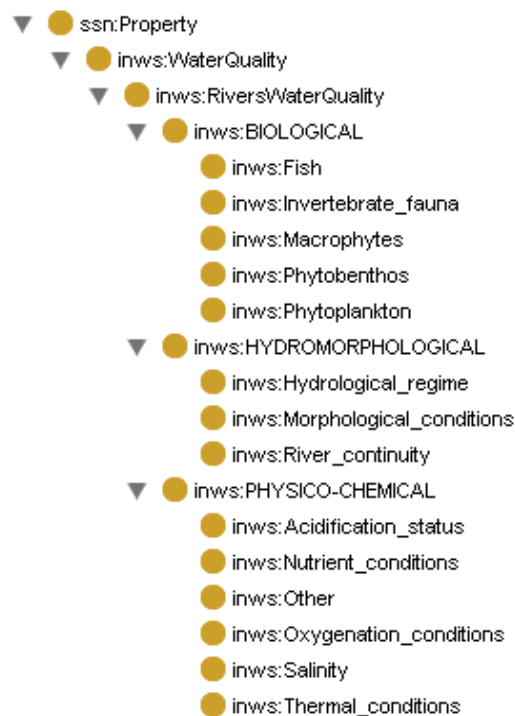 ssn:Property
inws:WaterQuality
inws:RiversWaterQuality
inws:BIOLOGICAL
inws:Fish
inws:Invertebrate_fauna
inws:Macrophytes
inws:Phytobenthos
inws:Phytoplankton
inws:HYDROMORPHOLOGICAL
inws:Hydrological_regime
inws:Morphological_conditions
inws:River_continuity
inws:PHYSICO-CHEMICAL
inws:Acidification_status
inws:Nutrient_conditions
inws:Other
inws:Oxygenation_conditions
inws:Salinity
inws:Thermal_conditions